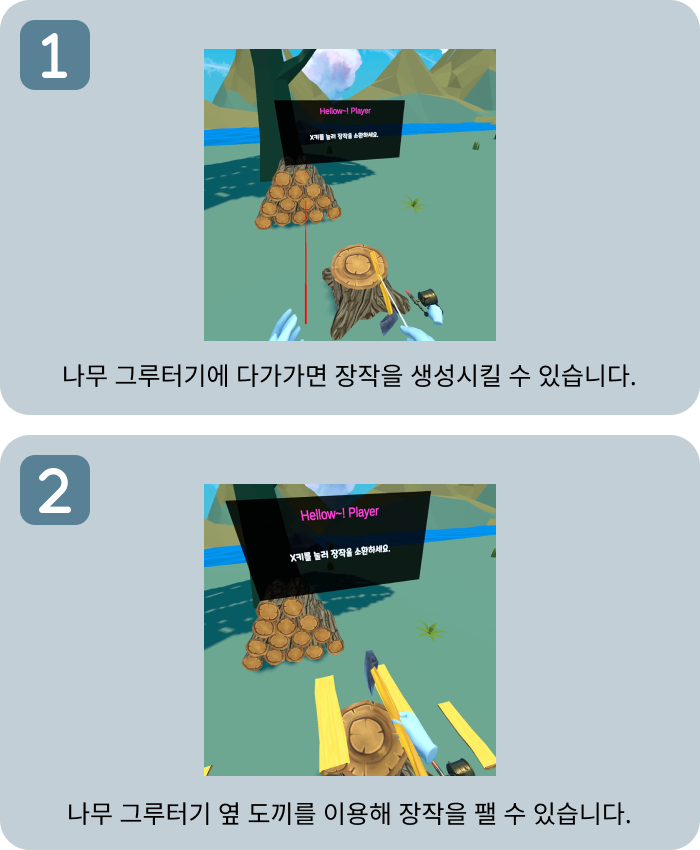 1
Hellow~! Player
X키를 눌러 장작을 소환하세요.
나무 그루터기에 다가가면 장작을 생성시킬 수 있습니다.
2
Hellow~! Player
X키를 눌러 장작을 소환하세요.
나무 그루터기 옆 도끼를 이용해 장작을 팰 수 있습니다.